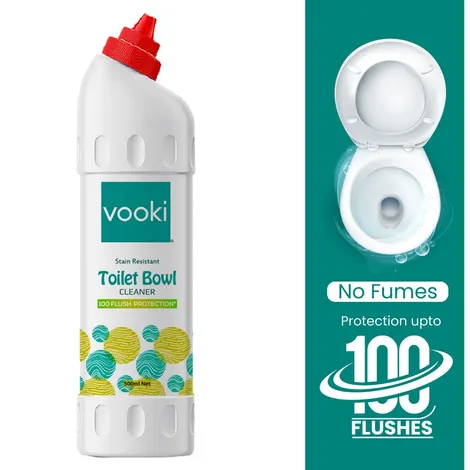 vooki
Stain Resistant
Toilet Bowl
CLEANER
100 FLUSH PROTECTION*
500ml Net
No Fumes
Protection upto
100
FLUSHES